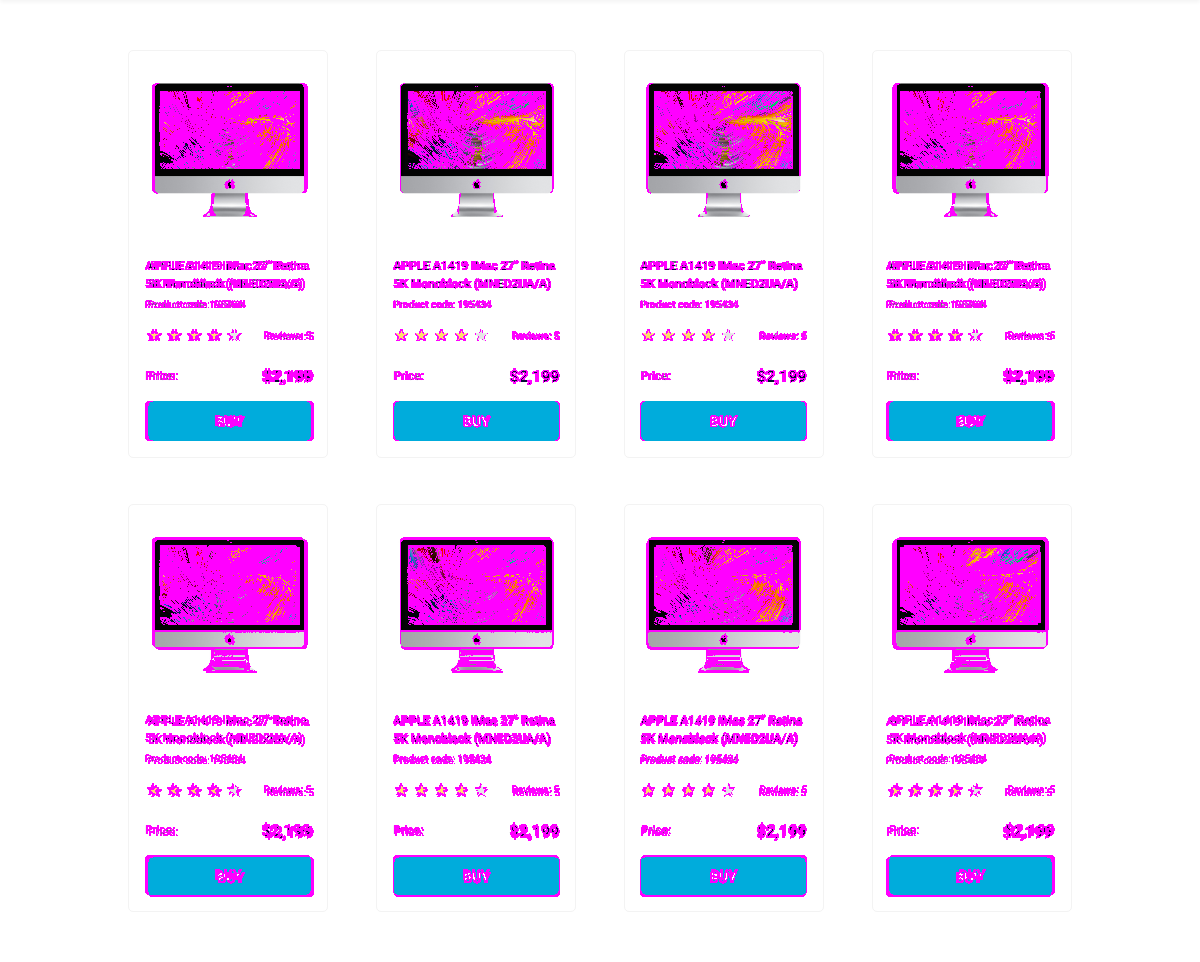 APPLE A1419 iMac 27" Retina
5K Monoblock (MNED2UA/A)
Product code: 195434
Reviews: 5
Price:
$2,199
BUY
APPLE A1419 iMac 27" Retina
5K Monoblock (MNED2UA/A)
Product code: 195434
Reviews: 5
Price:
$2,199
BUY
APPLE A1419 iMac 27" Retina
5K Monoblock (MNED2UA/A)
Product code: 195434
Reviews: 5
Price:
$2,199
BUY
APPLE A1419 iMac 27" Retina
5K Monoblock (MNED2UA/A)
Product code: 195434
Reviews: 5
Price:
$2,199
BUY
APPLE A1419 iMac 27" Retina
5K Monoblock (MNED2UA/A)
Product code: 195434
Reviews: 5
Price:
$2,199
BUY
APPLE A1419 iMac 27" Retina
5K Monoblock (MNED2UA/A)
Product code: 195434
Reviews: 5
Price:
$2,199
BUY
APPLE A1419 iMac 27" Retina
5K Monoblock (MNED2UA/A)
Product code: 195434
Reviews: 5
Price:
$2,199
BUY
APPLE A1419 iMac 27" Retina
5K Monoblock (MNED2UA/A)
Product code: 195434
Reviews: 5
Price:
$2,199
BUY